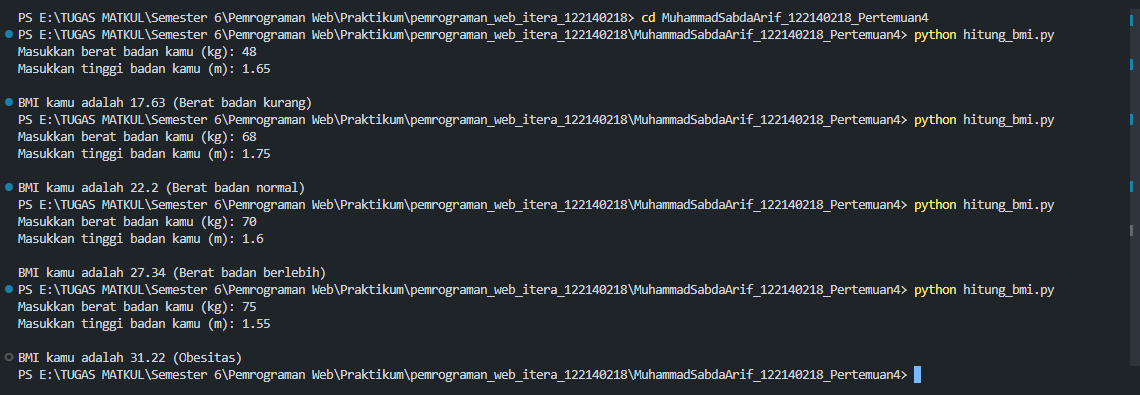 PS E:\TUGAS MATKUL\Semester 6\Pemrograman Web\Praktikum\pemrograman_web_itera_122140218> cd MuhammadSabdaArif_122140218_Pertemuan4
PS E:\TUGAS MATKUL\Semester 6\Pemrograman Web\Praktikum\pemrograman_web_itera_122140218\MuhammadSabdaArif_122140218_Pertemuan4> python hitung_bmi.py
Masukkan berat badan kamu (kg): 48
Masukkan tinggi badan kamu (m): 1.65
BMI kamu adalah 17.63 (Berat badan kurang)
PS E:\TUGAS MATKUL\Semester 6\Pemrograman Web\Praktikum\pemrograman_web_itera_122140218\MuhammadSabdaArif_122140218_Pertemuan4> python hitung_bmi.py
Masukkan berat badan kamu (kg): 68
Masukkan tinggi badan kamu (m): 1.75
BMI kamu adalah 22.2 (Berat badan normal)
PS E:\TUGAS MATKUL\Semester 6\Pemrograman Web\Praktikum\pemrograman_web_itera_122140218\MuhammadSabdaArif_122140218_Pertemuan4> python hitung_bmi.py
Masukkan berat badan kamu (kg): 70
Masukkan tinggi badan kamu (m): 1.6
BMI kamu adalah 27.34 (Berat badan berlebih)
PS E:\TUGAS MATKUL\Semester 6\Pemrograman Web\Praktikum\pemrograman_web_itera_122140218\MuhammadSabdaArif_122140218_Pertemuan4> python hitung_bmi.py
Masukkan berat badan kamu (kg): 75
Masukkan tinggi badan kamu (m): 1.55
BMI kamu adalah 31.22 (Obesitas)
PS E:\TUGAS MATKUL\Semester 6\Pemrograman Web\Praktikum\pemrograman_web_itera_122140218\MuhammadSabdaArif_122140218_Pertemuan4>